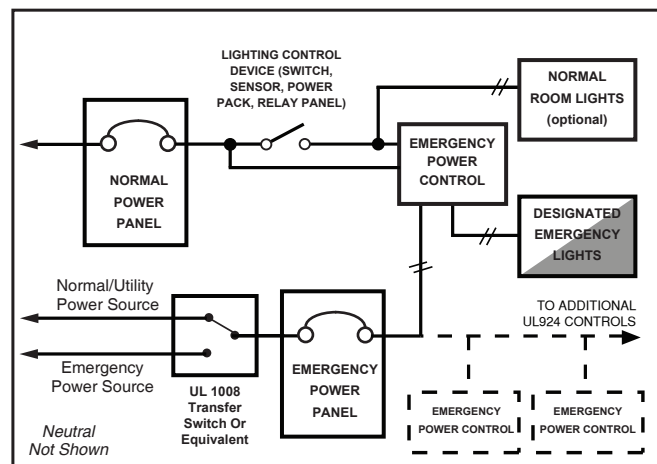 LIGHTING CONTROL
DEVICE (SWITCH,
SENSOR, POWER
PACK, RELAY PANEL)
NORMAL
ROOM LIGHTS
(optional)
EMERGENCY
POWER
CONTROL
NORMAL
POWER
PANEL
DESIGNATED
EMERGENCY
LIGHTS
Normal/Utility
Power Source
TO ADDITIONAL
UL924 CONTROLS
Emergency
Power Source
EMERGENCY
POWER
PANEL
UL 1008
Transfer
Switch Or
Equivalent
EMERGENCY
POWER CONTROL
EMERGENCY
POWER CONTROL
Neutral
Not Shown